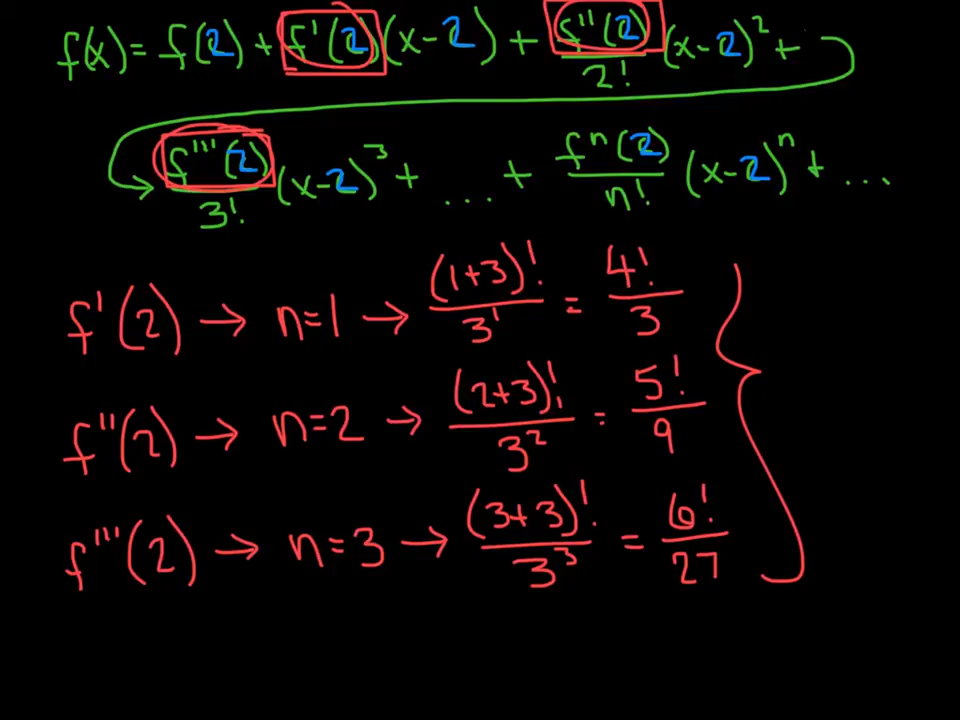 f(x) = f(2) + f'(2)(x-2) + f''(2)/2! (x-2)² +
f'''(2)/3! (x-2)³ + ... + fⁿ(2)/n! (x-2)ⁿ + ...
f'(2) → n=1 → (1+3)!/3¹ = 4!/3
f''(2) → n=2 → (2+3)!/3² = 5!/9
f'''(2) → n=3 → (3+3)!/3³ = 6!/27